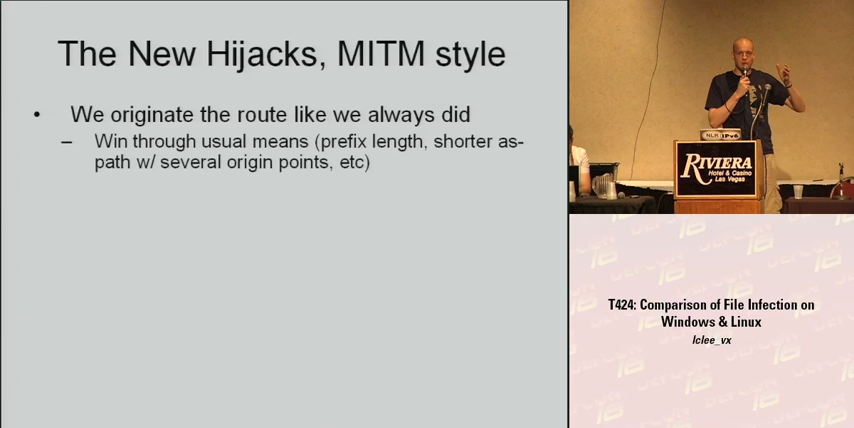 The New Hijacks, MITM style
• We originate the route like we always did
– Win through usual means (prefix length, shorter as-
path w/ several origin points, etc)
NLR IPv6
RIVIERA
Hotel & Casino
Las Vegas
T424: Comparison of File Infection on
Windows & Linux
lclee_vx